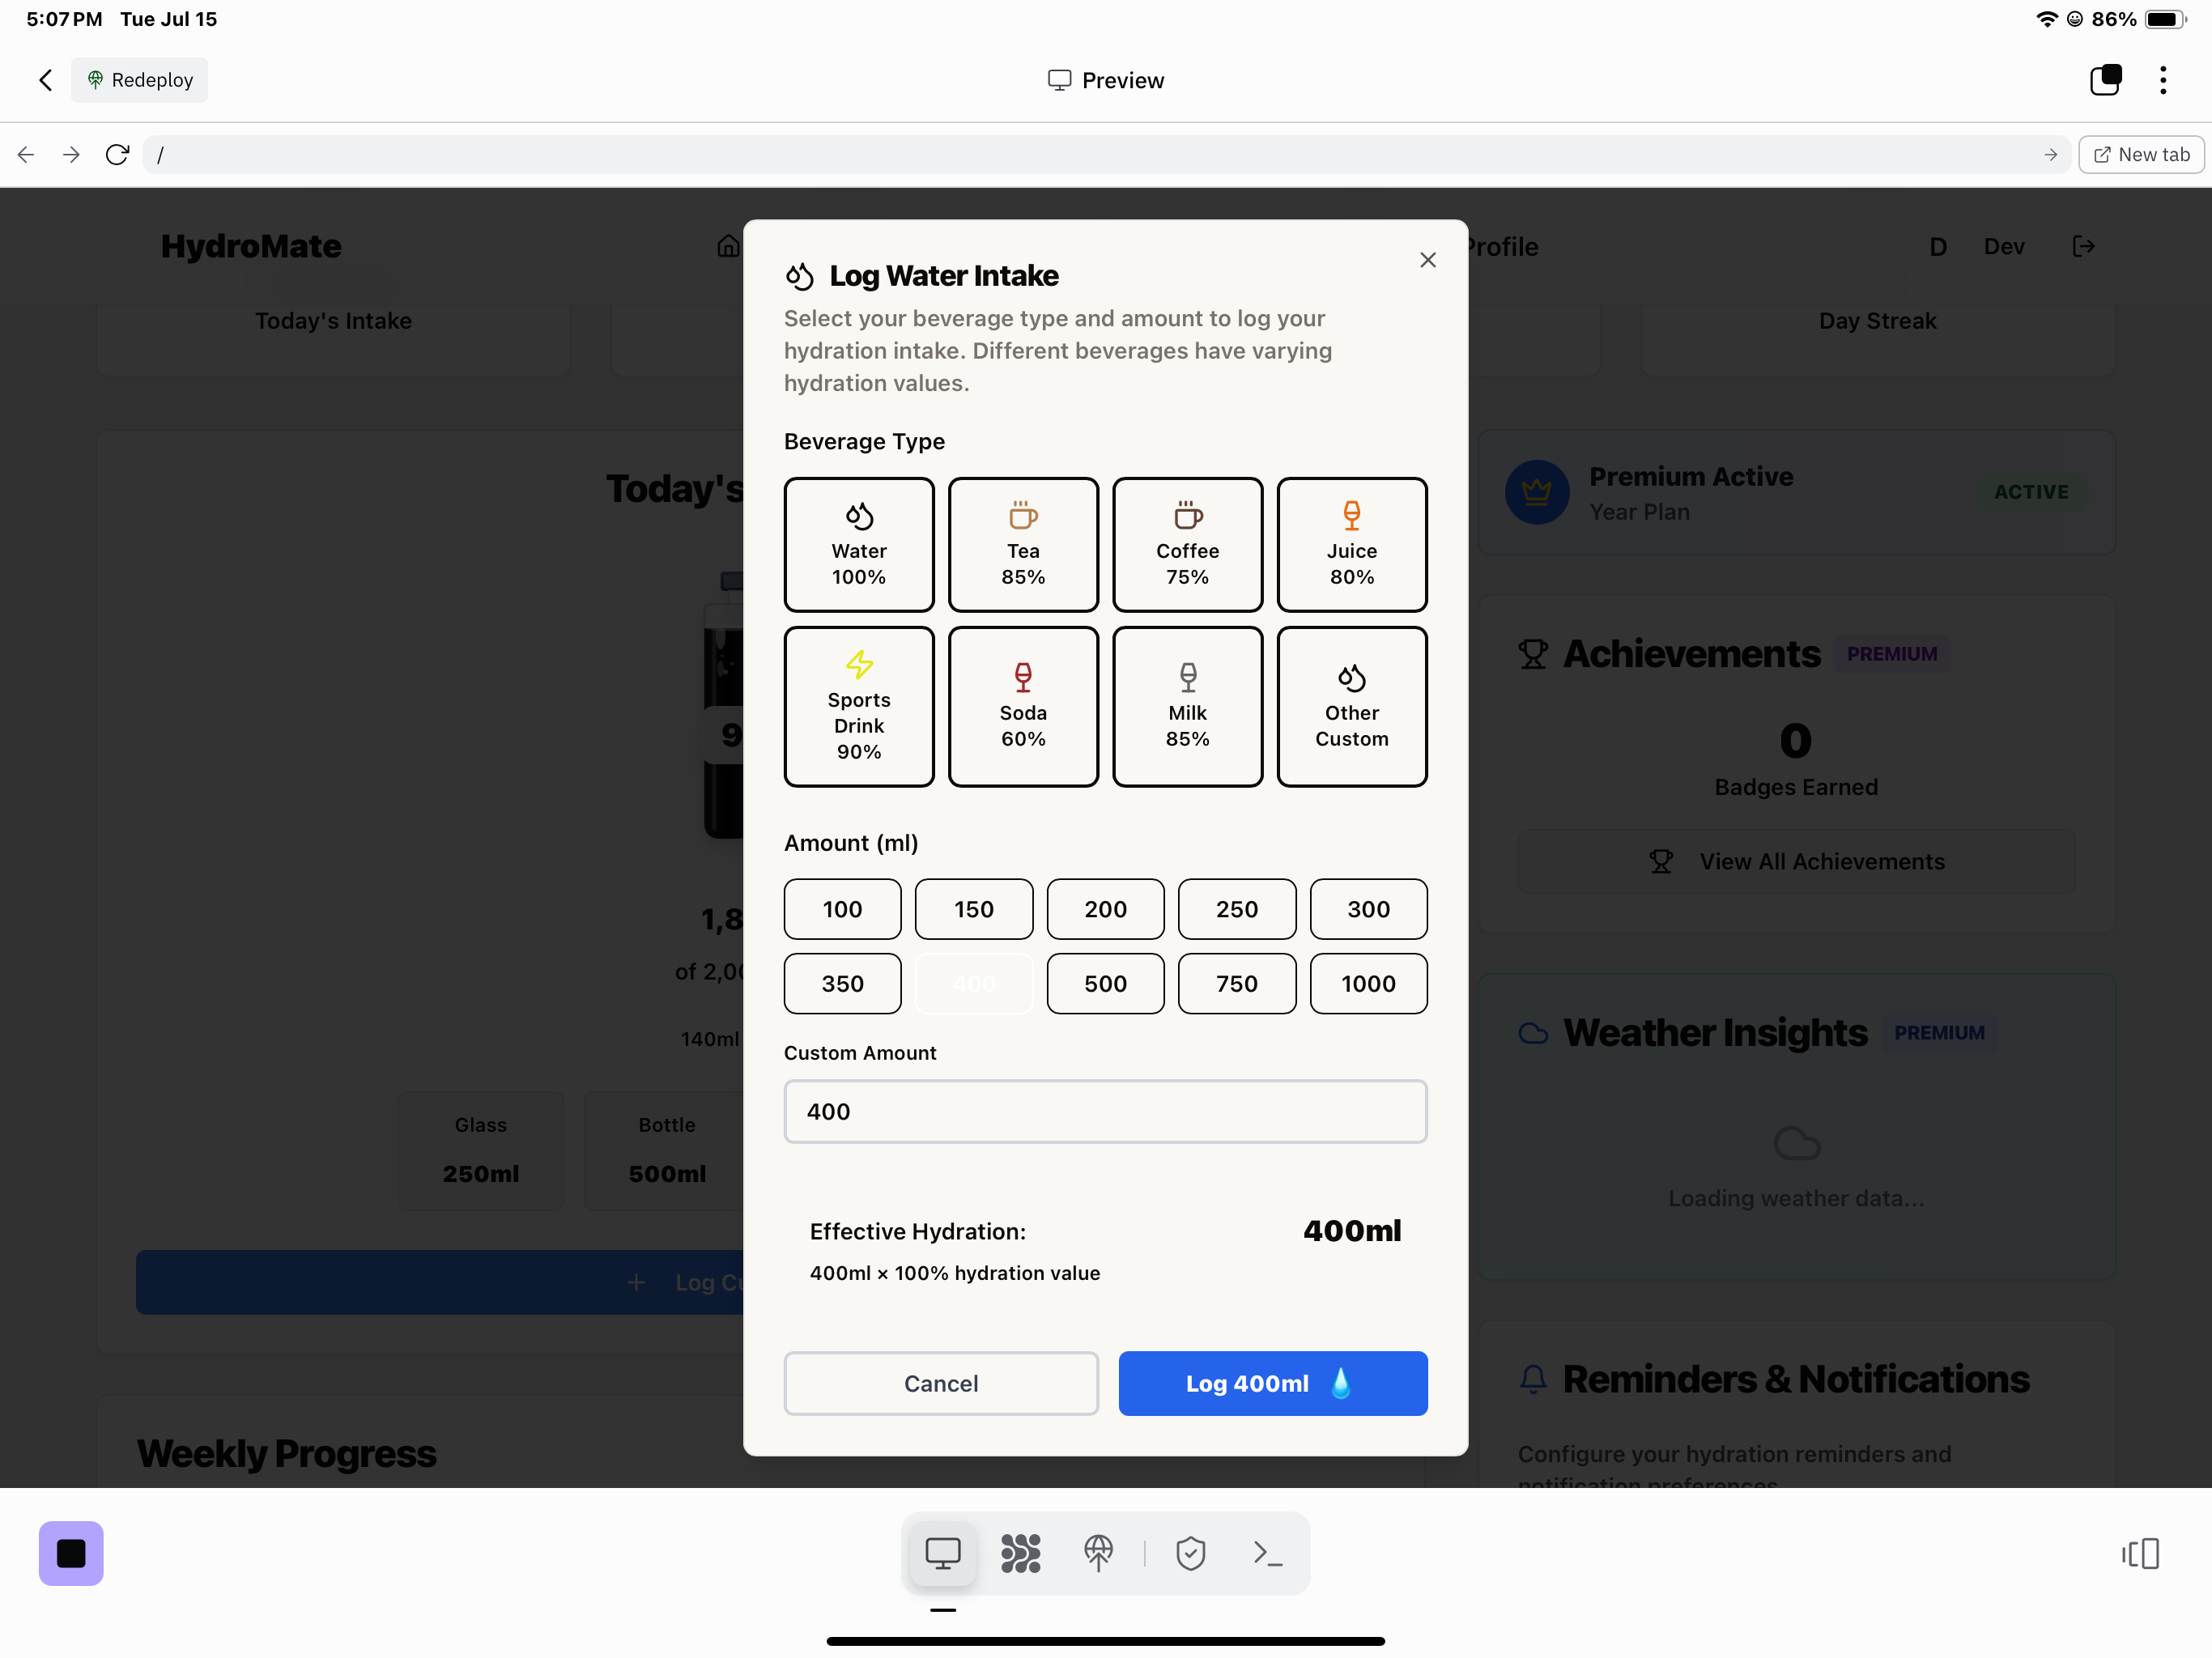 5:07 PM Tue Jul 15
86%
Redeploy
Preview
/
New tab
HydroMate
Profile
D
Dev
Today's Intake
Day Streak
Log Water Intake
Select your beverage type and amount to log your
hydration intake. Different beverages have varying
hydration values.
Beverage Type
Water
100%
Tea
85%
Coffee
75%
Juice
80%
Sports
Drink
90%
Soda
60%
Milk
85%
Other
Custom
Amount (ml)
100
150
200
250
300
350
400
500
750
1000
Custom Amount
400
Effective Hydration:
400ml
400ml × 100% hydration value
Cancel
Log 400ml
Today's
9
1,8
of 2,00
140ml
Glass
250ml
Bottle
500ml
+ Log Cu
Weekly Progress
Premium Active
Year Plan
ACTIVE
Achievements
PREMIUM
0
Badges Earned
View All Achievements
Weather Insights
PREMIUM
Loading weather data...
Reminders & Notifications
Configure your hydration reminders and
notification preferences